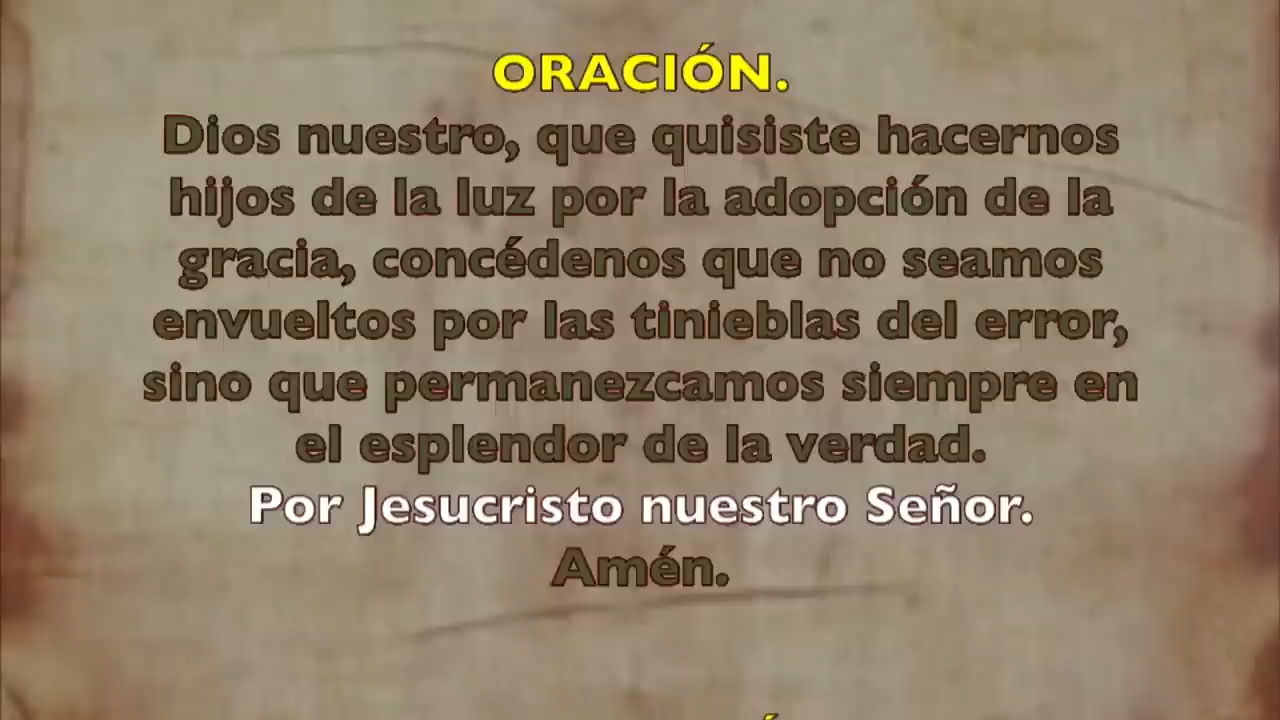 ORACIÓN.
Dios nuestro, que quisiste hacernos
hijos de la luz por la adopción de la
gracia, concédenos que no seamos
envueltos por las tinieblas del error,
sino que permanezcamos siempre en
el esplendor de la verdad.
Por Jesucristo nuestro Señor.
Amén.